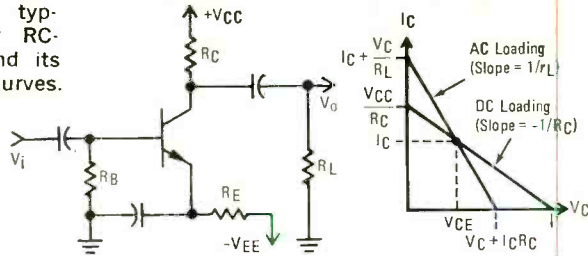 typ-
RC-
nd its
urves.
+VCC
RC
Vi
RB
RE
-VEE
Vo
RL
IC
IC + VC/RL
VCC/RC
IC
AC Loading
(Slope = 1/rL)
DC Loading
(Slope = -1/RC)
VCE
VC + ICRC
VC